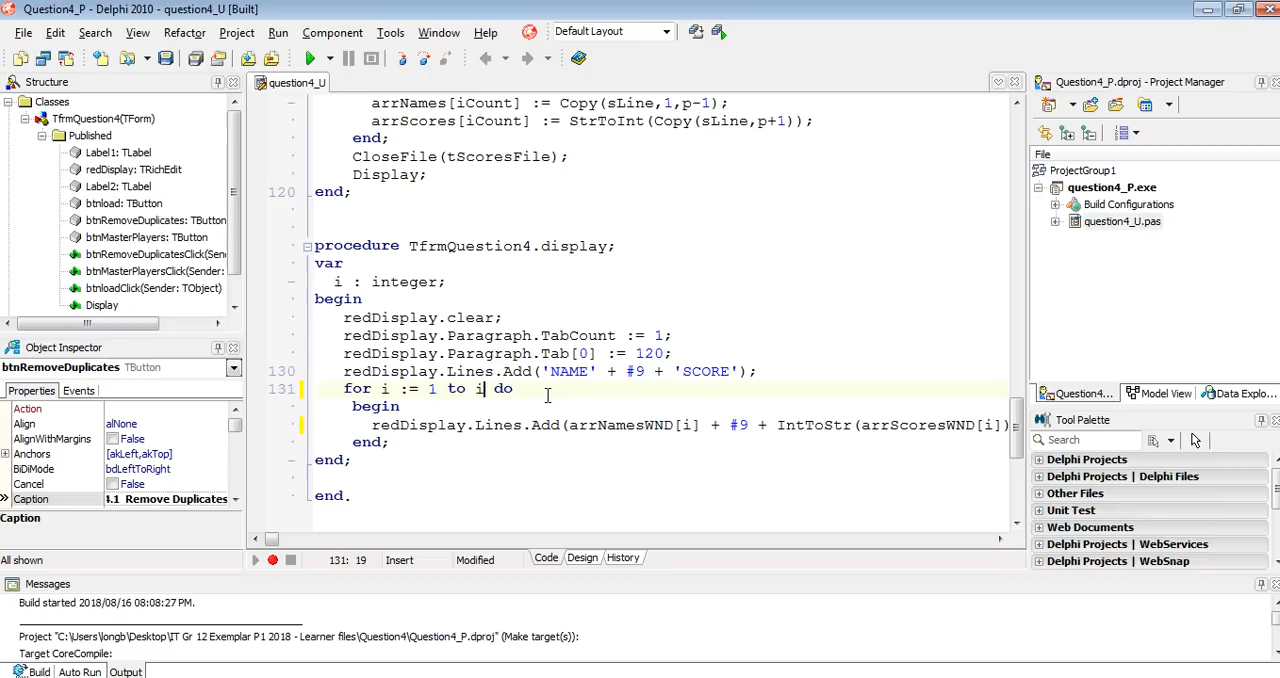 Question4_P - Delphi 2010 - question4_U [Built]
File Edit Search View Refactor Project Run Component Tools Window Help Default Layout
Structure
question4_U
Question4_P.dproj - Project Manager
Classes
TfrmQuestion4(TForm)
Published
Label1: TLabel
redDisplay: TRichEdit
Label2: TLabel
btnload: TButton
btnRemoveDuplicates: TButton
btnMasterPlayers: TButton
btnRemoveDuplicatesClick(Sen
btnMasterPlayersClick(Sender:
btnloadClick(Sender: TObject)
Display
Object Inspector
btnRemoveDuplicates TButton
Properties Events
Action
Align alNone
AlignWithMargins False
Anchors [akLeft,akTop]
BiDiMode bdLeftToRight
Cancel False
Caption 4.1 Remove Duplicates
Caption
All shown
arrNames[iCount] := Copy(sLine,1,p-1);
arrScores[iCount] := StrToInt(Copy(sLine,p+1));
end;
CloseFile(tScoresFile);
Display;
120 end;
procedure TfrmQuestion4.display;
var
i : integer;
begin
redDisplay.clear;
redDisplay.Paragraph.TabCount := 1;
redDisplay.Paragraph.Tab[0] := 120;
130 redDisplay.Lines.Add('NAME' + #9 + 'SCORE');
131 for i := 1 to i do
begin
redDisplay.Lines.Add(arrNamesWND[i] + #9 + IntToStr(arrScoresWND[i])
end;
end;
end.
131: 19 Insert Modified Code Design History
File
ProjectGroup1
question4_P.exe
Build Configurations
question4_U.pas
Question4... Model View Data Explo...
Tool Palette
Search
Delphi Projects
Delphi Projects | Delphi Files
Other Files
Unit Test
Web Documents
Delphi Projects | WebServices
Delphi Projects | WebSnap
Messages
Build started 2018/08/16 08:08:27 PM.
Project "C:\Users\longb\Desktop\IT Gr 12 Exemplar P1 2018 - Learner files\Question4\Question4_P.dproj" (Make target(s)):
Target CoreCompile:
Build Auto Run Output